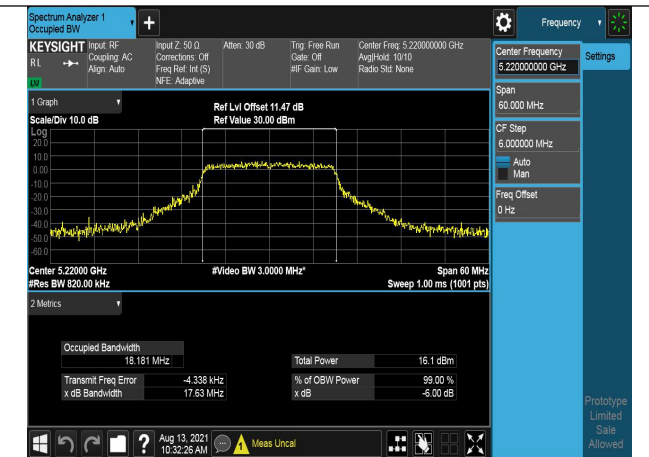 Spectrum Analyzer 1
Occupied BW
Frequency
KEYSIGHT
RL
Input: RF
Coupling: AC
Align: Auto
Input Z: 50 Ω
Corrections: Off
Freq Ref: Int (S)
NFE: Adaptive
Atten: 30 dB
Trig: Free Run
Gate: Off
#IF Gain: Low
Center Freq: 5.220000000 GHz
Avg|Hold: 10/10
Radio Std: None
LXI
1 Graph
Scale/Div 10.0 dB
Ref Lvl Offset 11.47 dB
Ref Value 30.00 dBm
Log
20.0
10.0
0.00
-10.0
-20.0
-30.0
-40.0
-50.0
-60.0
Center 5.22000 GHz
#Video BW 3.0000 MHz*
Span 60 MHz
#Res BW 820.00 kHz
Sweep 1.00 ms (1001 pts)
2 Metrics
Occupied Bandwidth
18.181 MHz
Total Power 16.1 dBm
Transmit Freq Error -4.338 kHz
% of OBW Power 99.00 %
x dB Bandwidth 17.63 MHz
x dB -6.00 dB
Aug 13, 2021
10:32:26 AM
Meas Uncal
Center Frequency
5.220000000 GHz
Settings
Span
60.000 MHz
CF Step
6.000000 MHz
Auto
Man
Freq Offset
0 Hz
Prototype
Limited
Sale
Allowed